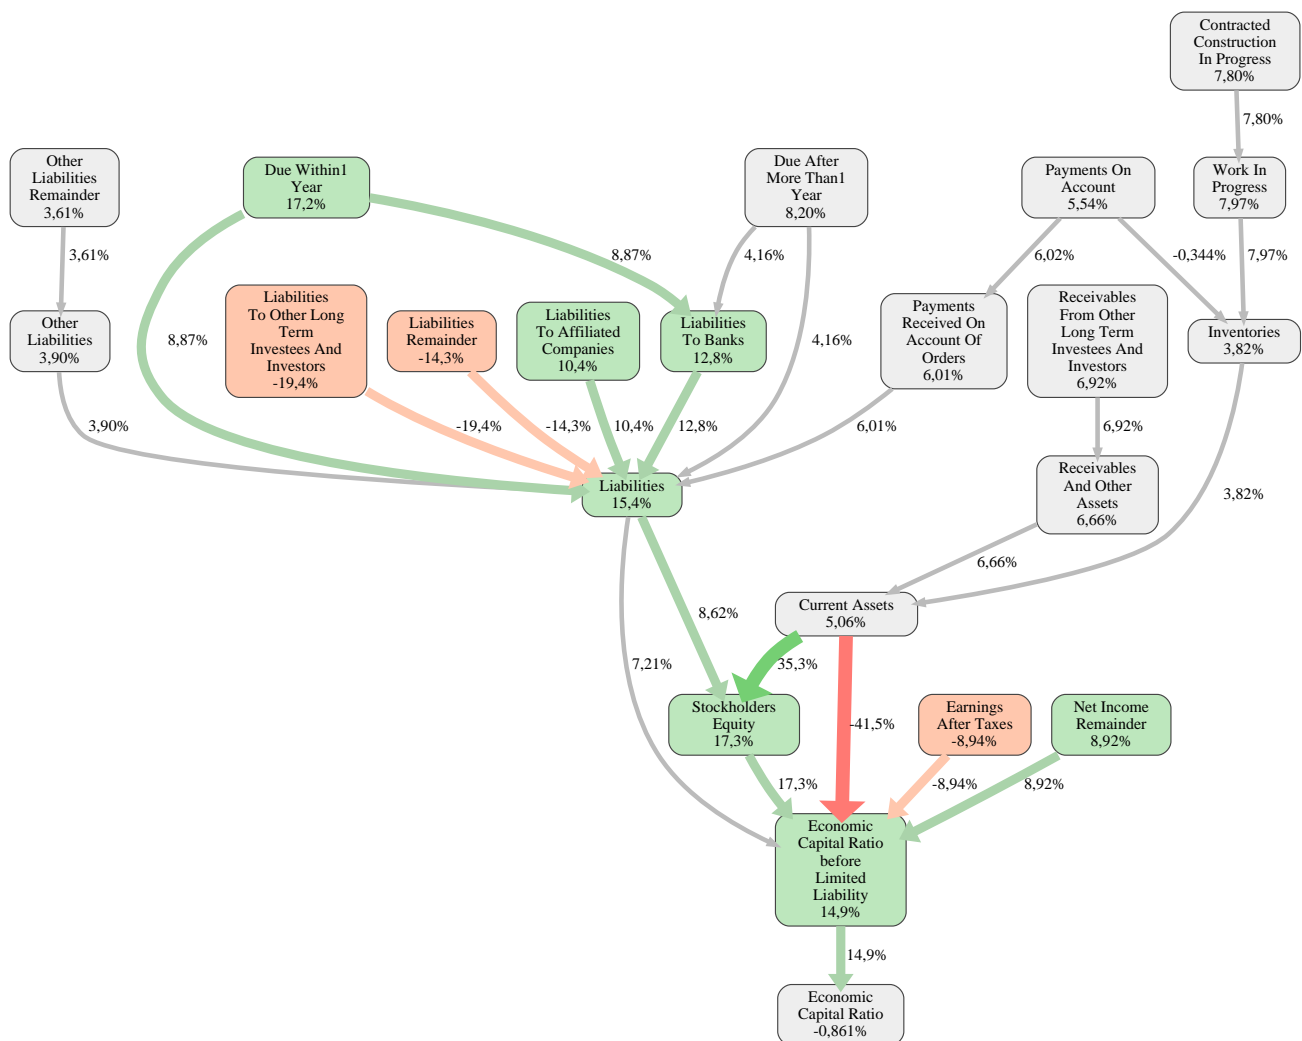 Contracted
Construction
In Progress
7,80%
7,80%
Other
Liabilities
Remainder
3,61%
Due Within1
Year
17,2%
Due After
More Than1
Year
8,20%
Payments On
Account
5,54%
Work In
Progress
7,97%
3,61%
8,87%
4,16%
6,02%
-0,344%
7,97%
Other
Liabilities
3,90%
8,87%
Liabilities
To Other Long
Term
Investees And
Investors
-19,4%
Liabilities
Remainder
-14,3%
Liabilities
To Affiliated
Companies
10,4%
Liabilities
To Banks
12,8%
4,16%
Payments
Received On
Account Of
Orders
6,01%
Receivables
From Other
Long Term
Investees And
Investors
6,92%
Inventories
3,82%
3,90%
-19,4%
-14,3%
10,4%
12,8%
6,01%
6,92%
Liabilities
15,4%
Receivables
And Other
Assets
6,66%
3,82%
6,66%
Current Assets
5,06%
8,62%
7,21%
35,3%
-41,5%
Stockholders
Equity
17,3%
Earnings
After Taxes
-8,94%
Net Income
Remainder
8,92%
17,3%
-8,94%
8,92%
Economic
Capital Ratio
before
Limited
Liability
14,9%
14,9%
Economic
Capital Ratio
-0,861%